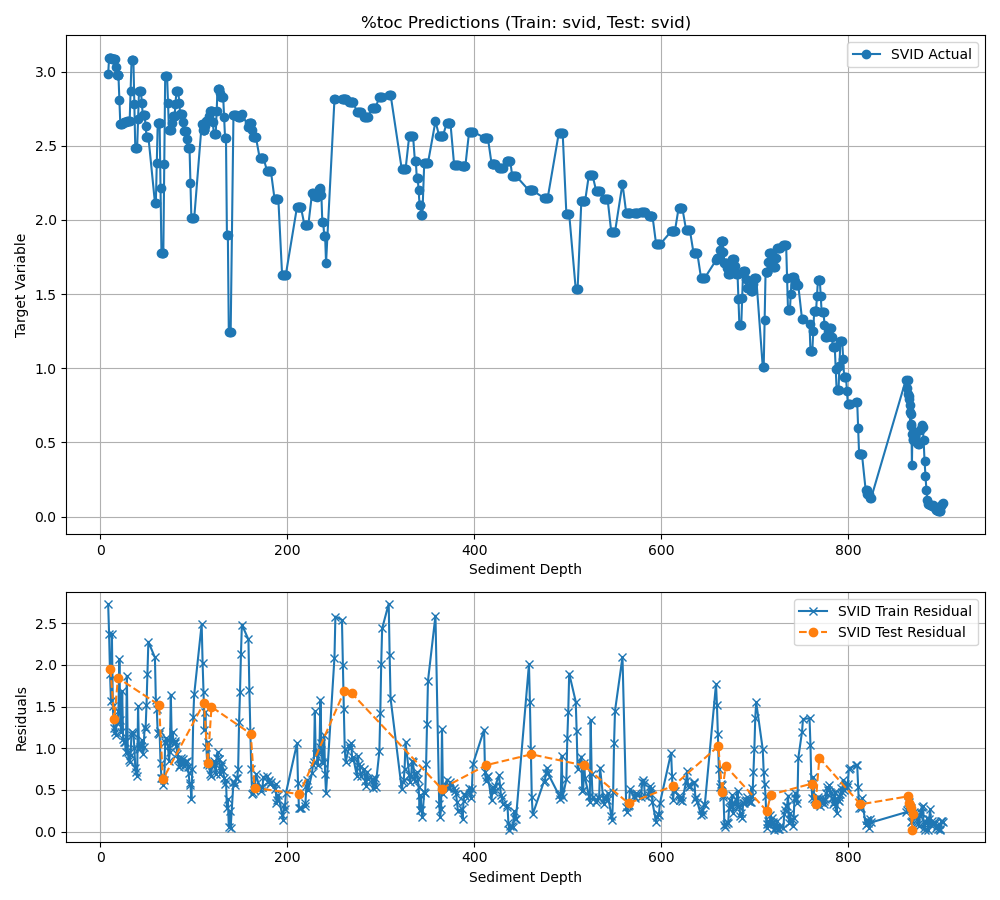 %toc Predictions (Train: svid, Test: svid)
SVID Actual
Target Variable
3.0
2.5
2.0
1.5
1.0
0.5
0.0
0 200 400 600 800
Sediment Depth
SVID Train Residual
SVID Test Residual
Residuals
2.5
2.0
1.5
1.0
0.5
0.0
0 200 400 600 800
Sediment Depth